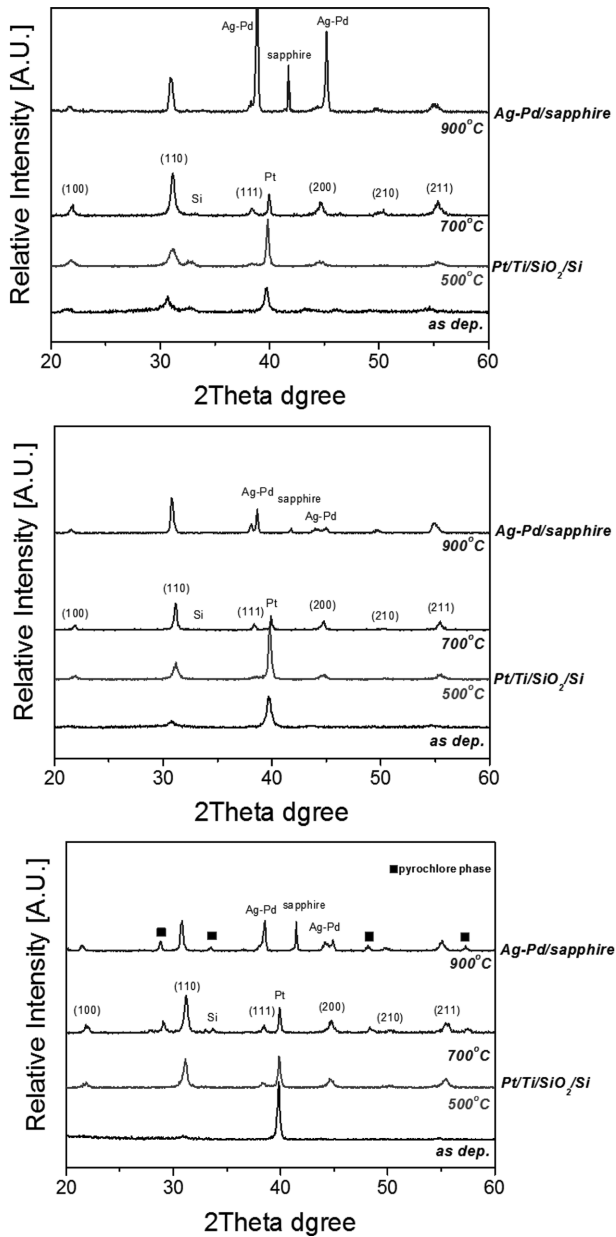 Ag-Pd
Ag-Pd
sapphire
Ag-Pd/sapphire
900°C
(110)
Pt
(100)
Si
(111)
(200)
(210)
(211)
700°C
Pt/Ti/SiO2/Si
500°C
as dep.
Relative Intensity [A.U.]
20 30 40 50 60
2Theta dgree
Ag-Pd
sapphire
Ag-Pd
Ag-Pd/sapphire
900°C
(110)
Pt
(100)
Si
(111)
(200)
(210)
(211)
700°C
Pt/Ti/SiO2/Si
500°C
as dep.
Relative Intensity [A.U.]
20 30 40 50 60
2Theta dgree
■pyrochlore phase
Ag-Pd
sapphire
Ag-Pd
Ag-Pd/sapphire
900°C
(110)
Pt
(100)
Si
(111)
(200)
(210)
(211)
700°C
Pt/Ti/SiO2/Si
500°C
as dep.
Relative Intensity [A.U.]
20 30 40 50 60
2Theta dgree